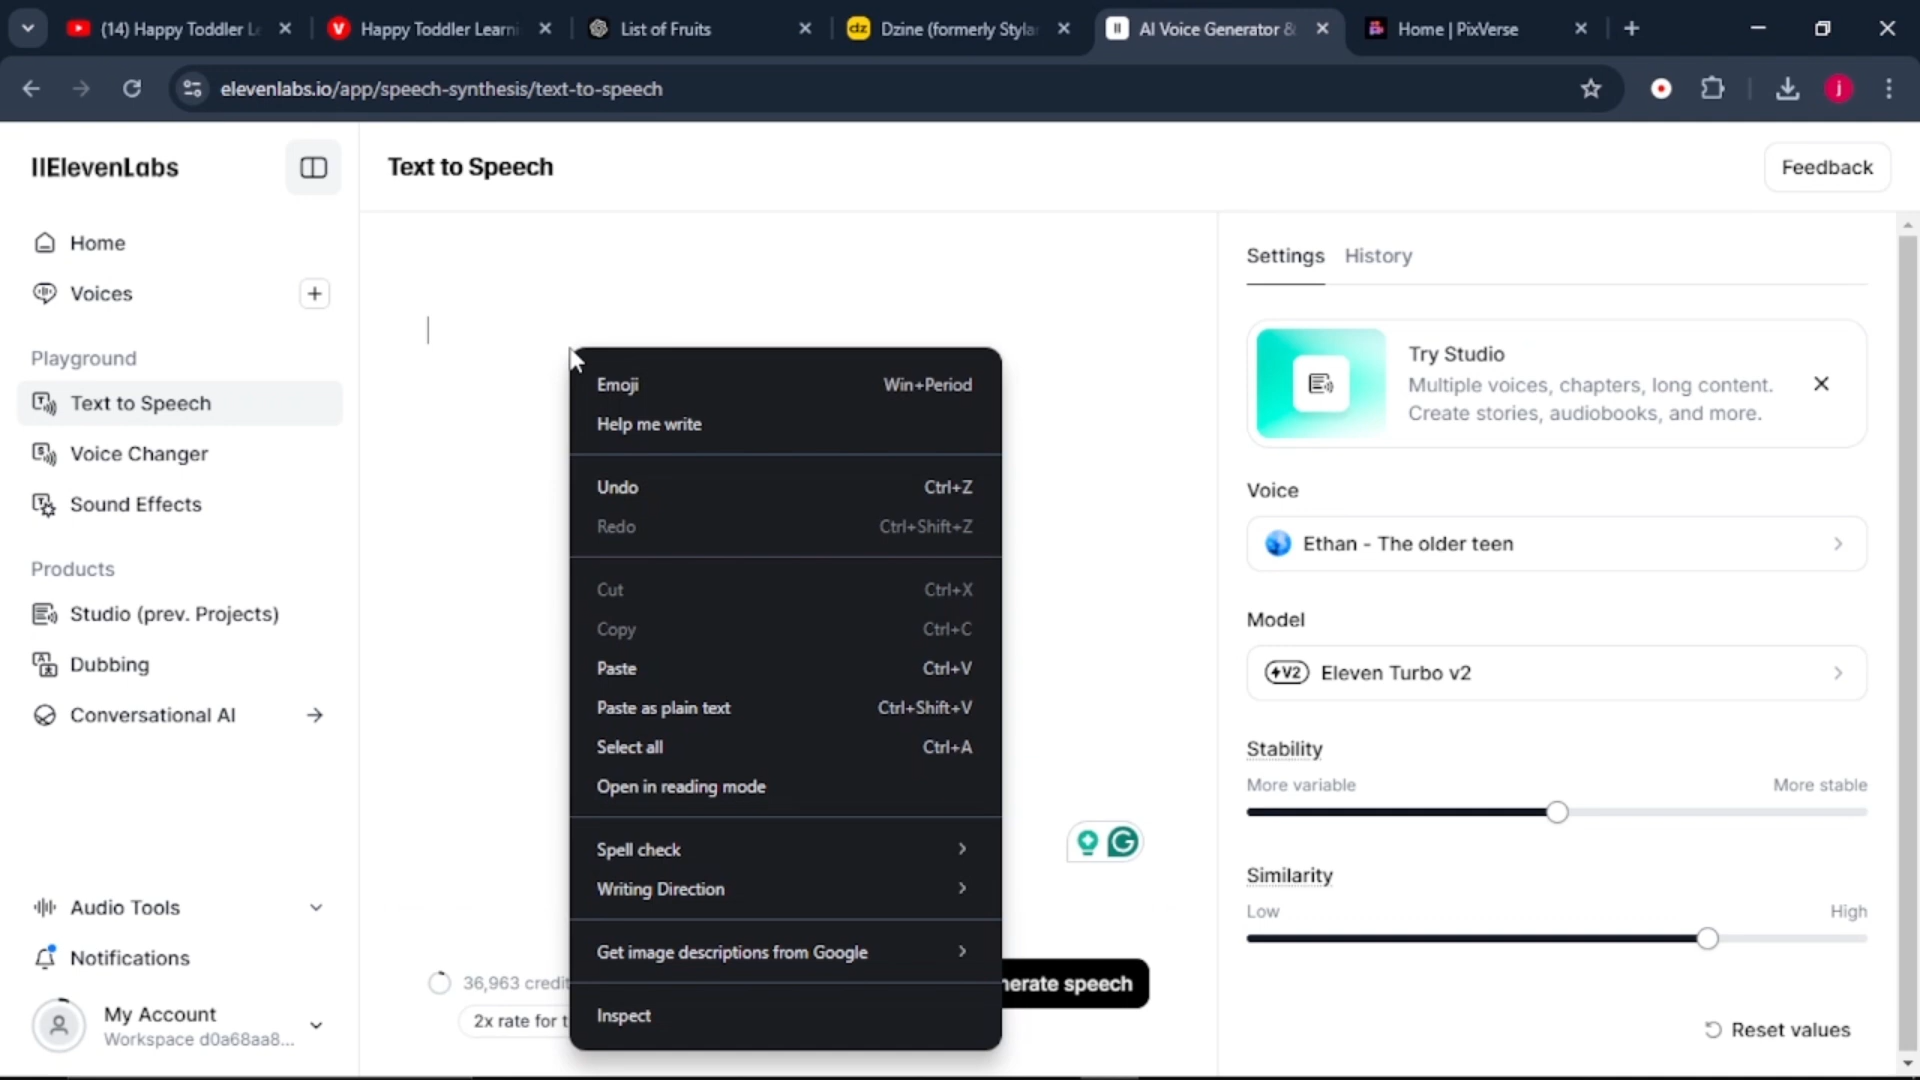 (14) Happy Toddler Le
Happy Toddler Learni
List of Fruits
dz
Dzine (formerly Stylar
AI Voice Generator &
Home | PixVerse
elevenlabs.io/app/speech-synthesis/text-to-speech
j
IIElevenLabs
Text to Speech
Feedback
Home
Voices
Playground
Text to Speech
Voice Changer
Sound Effects
Products
Studio (prev. Projects)
Dubbing
Conversational AI
Audio Tools
Notifications
My Account
Workspace d0a68aa8...
Emoji Win+Period
Help me write
Undo Ctrl+Z
Redo Ctrl+Shift+Z
Cut Ctrl+X
Copy Ctrl+C
Paste Ctrl+V
Paste as plain text Ctrl+Shift+V
Select all Ctrl+A
Open in reading mode
Spell check
Writing Direction
Get image descriptions from Google
Inspect
36,963 credit
2x rate for t
nerate speech
Settings History
Try Studio
Multiple voices, chapters, long content.
Create stories, audiobooks, and more.
Voice
Ethan - The older teen
Model
V2 Eleven Turbo v2
Stability
More variable More stable
Similarity
Low High
Reset values